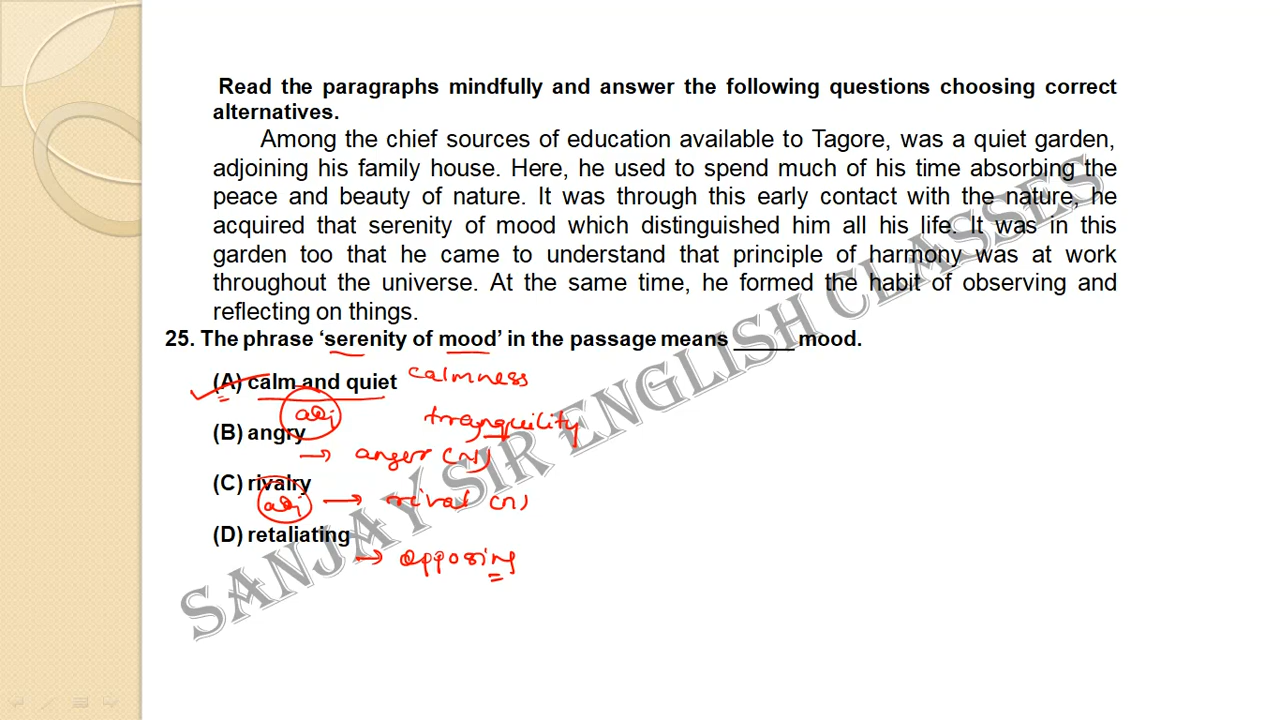 Read the paragraphs mindfully and answer the following questions choosing correct
alternatives.
Among the chief sources of education available to Tagore, was a quiet garden,
adjoining his family house. Here, he used to spend much of his time absorbing the
peace and beauty of nature. It was through this early contact with the nature, he
acquired that serenity of mood which distinguished him all his life. It was in this
garden too that he came to understand that principle of harmony was at work
throughout the universe. At the same time, he formed the habit of observing and
reflecting on things.
25. The phrase ‘serenity of mood’ in the passage means _____ mood.
(A) calm and quiet calmness
adj tranquility
(B) angry
→ anger (n)
(C) rivalry
adj → rival (n)
(D) retaliating
→ opposing
SANJAY SIR ENGLISH CLASSES